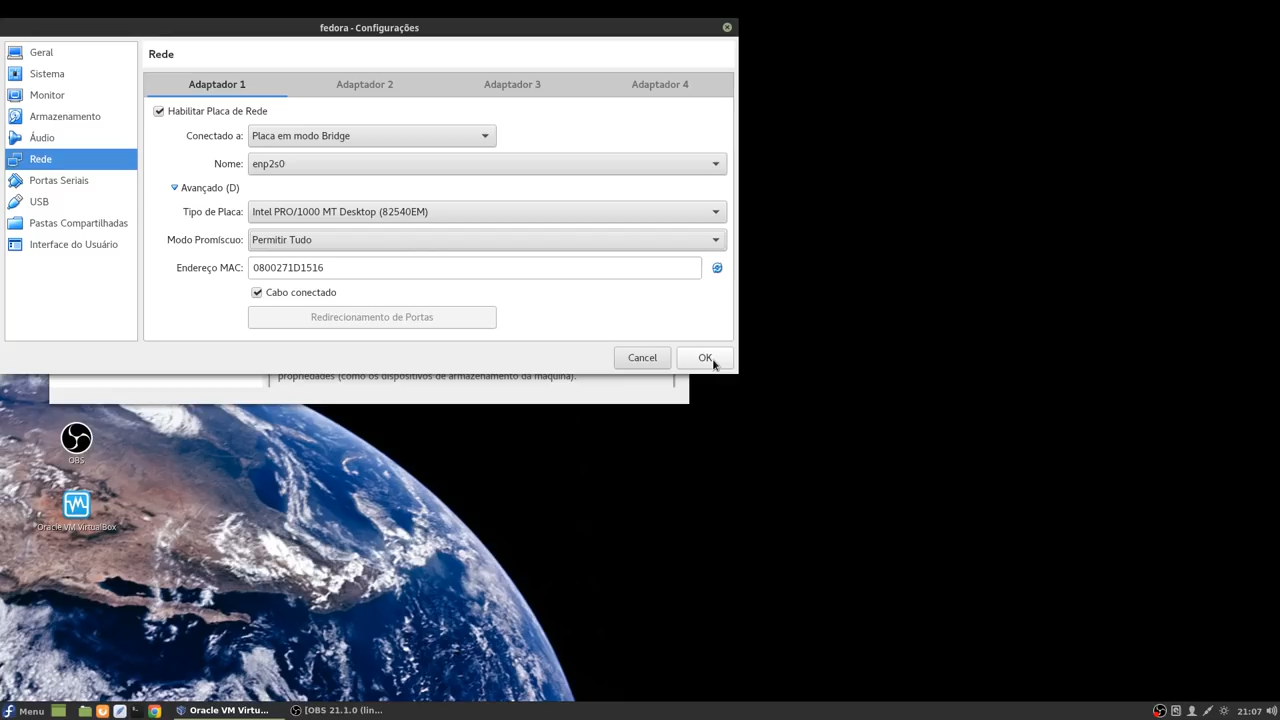 fedora - Configurações
Geral
Sistema
Monitor
Armazenamento
Áudio
Rede
Portas Seriais
USB
Pastas Compartilhadas
Interface do Usuário
Rede
Adaptador 1 Adaptador 2 Adaptador 3 Adaptador 4
Habilitar Placa de Rede
Conectado a: Placa em modo Bridge
Nome: enp2s0
Avançado (D)
Tipo de Placa: Intel PRO/1000 MT Desktop (82540EM)
Modo Promíscuo: Permitir Tudo
Endereço MAC: 0800271D1516
Cabo conectado
Redirecionamento de Portas
Cancel OK
propriedades (como os dispositivos de armazenamento da máquina).
OBS
Oracle VM VirtualBox
Menu Oracle VM Virtu... [OBS 21.1.0 (lin... 21:07